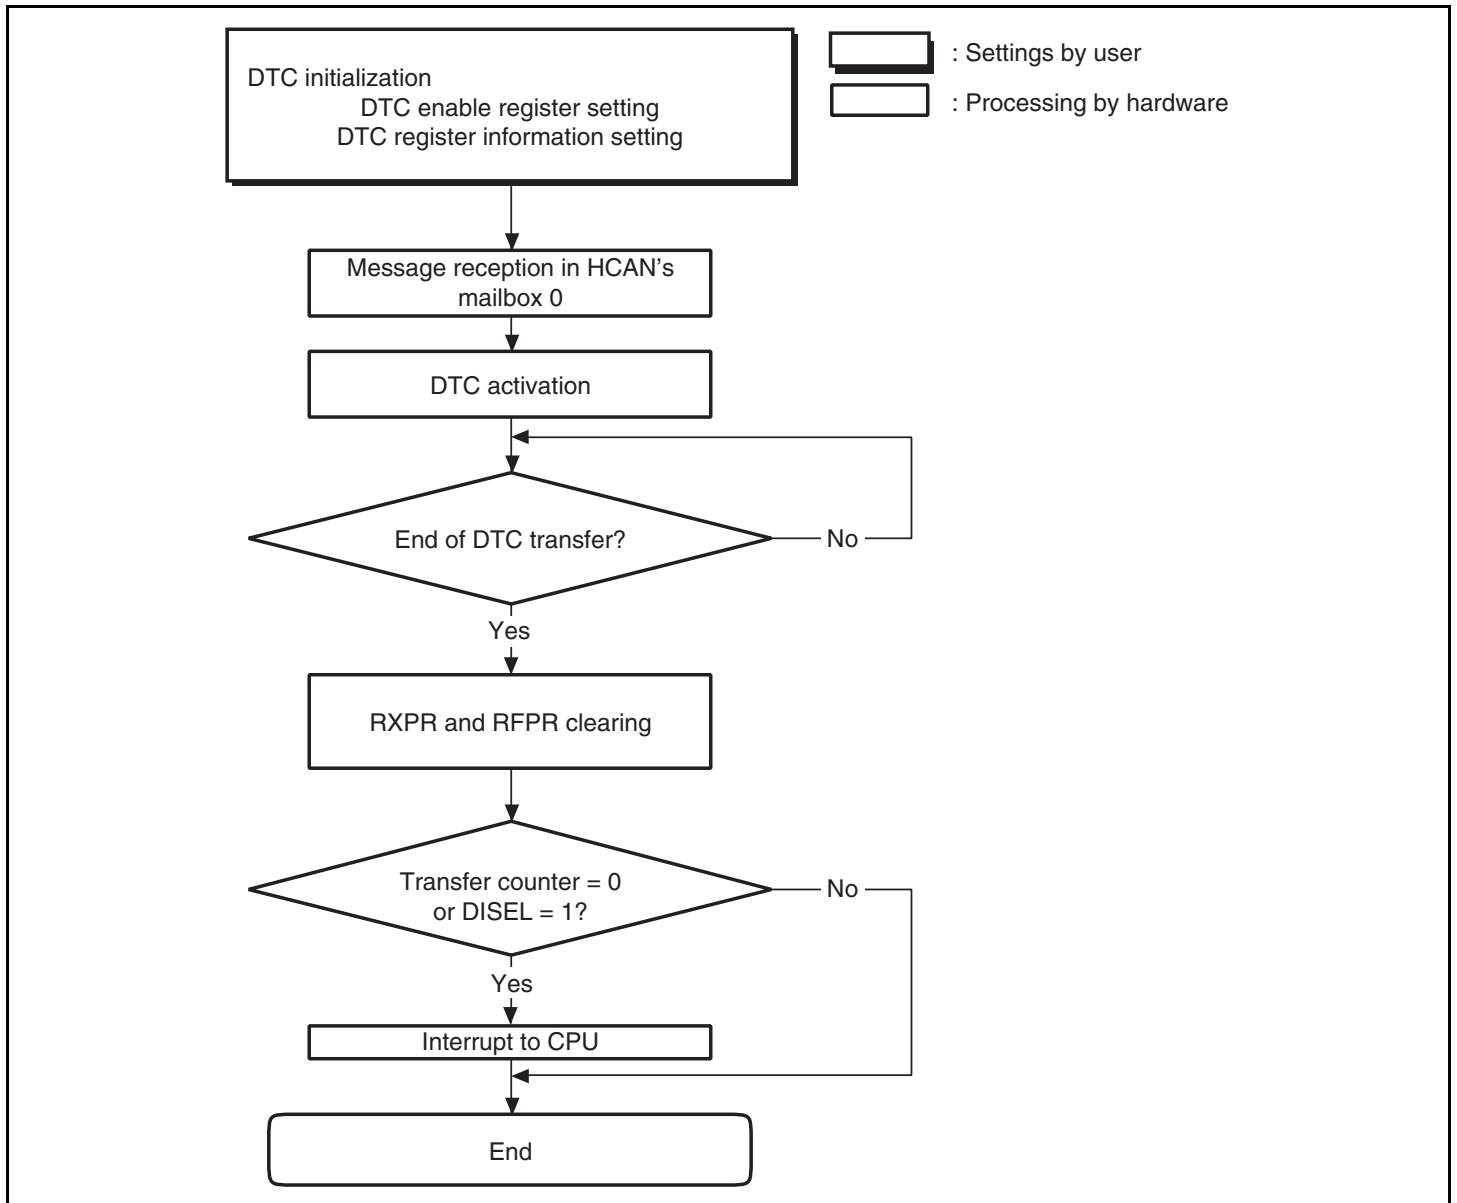 DTC initialization
DTC enable register setting
DTC register information setting
: Settings by user
: Processing by hardware
Message reception in HCAN’s
mailbox 0
DTC activation
End of DTC transfer?
No
Yes
RXPR and RFPR clearing
Transfer counter = 0
or DISEL = 1?
No
Yes
Interrupt to CPU
End